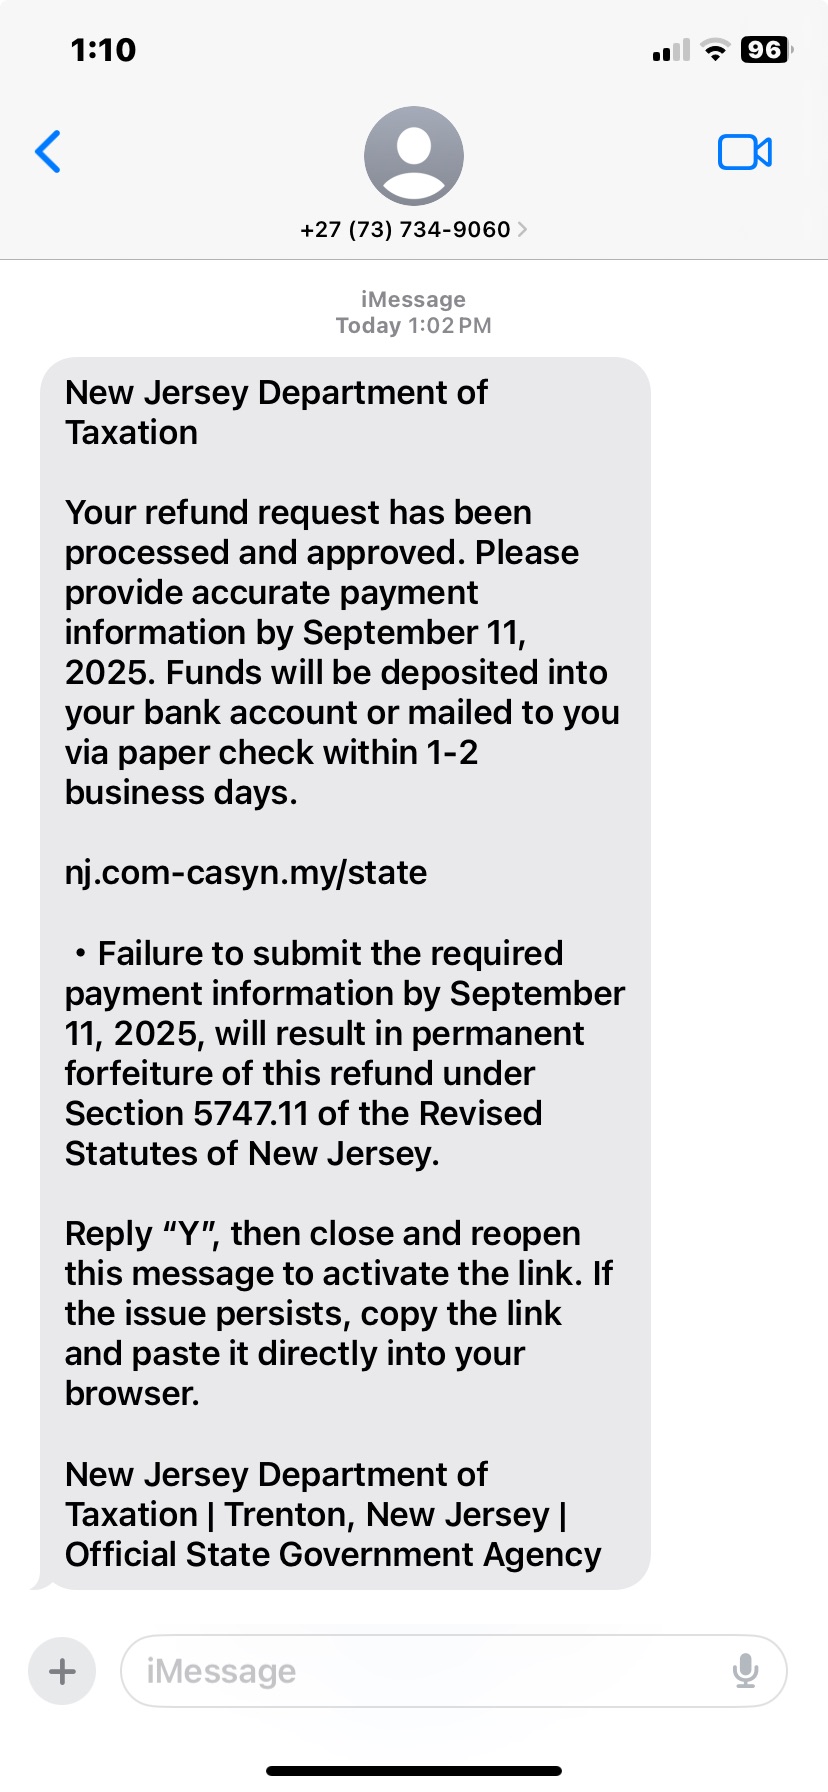 1:10
96
+27 (73) 734-9060
iMessage
Today 1:02 PM
New Jersey Department of
Taxation
Your refund request has been
processed and approved. Please
provide accurate payment
information by September 11,
2025. Funds will be deposited into
your bank account or mailed to you
via paper check within 1-2
business days.
nj.com-casyn.my/state
• Failure to submit the required
payment information by September
11, 2025, will result in permanent
forfeiture of this refund under
Section 5747.11 of the Revised
Statutes of New Jersey.
Reply “Y”, then close and reopen
this message to activate the link. If
the issue persists, copy the link
and paste it directly into your
browser.
New Jersey Department of
Taxation | Trenton, New Jersey |
Official State Government Agency
iMessage